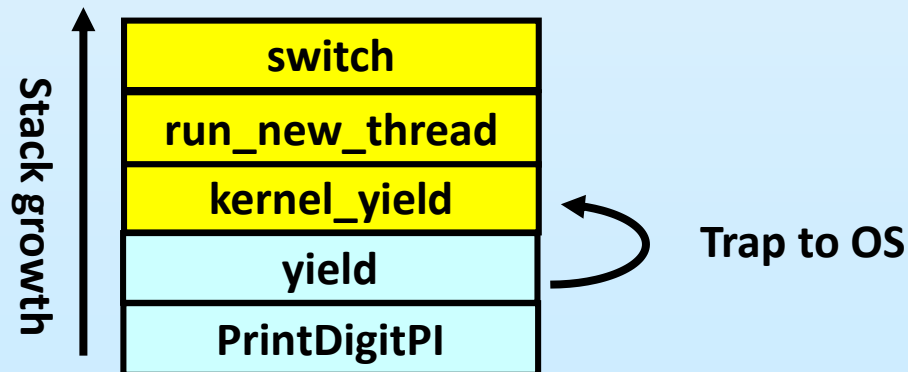 Stack growth
switch
run_new_thread
kernel_yield
yield
PrintDigitPI
Trap to OS